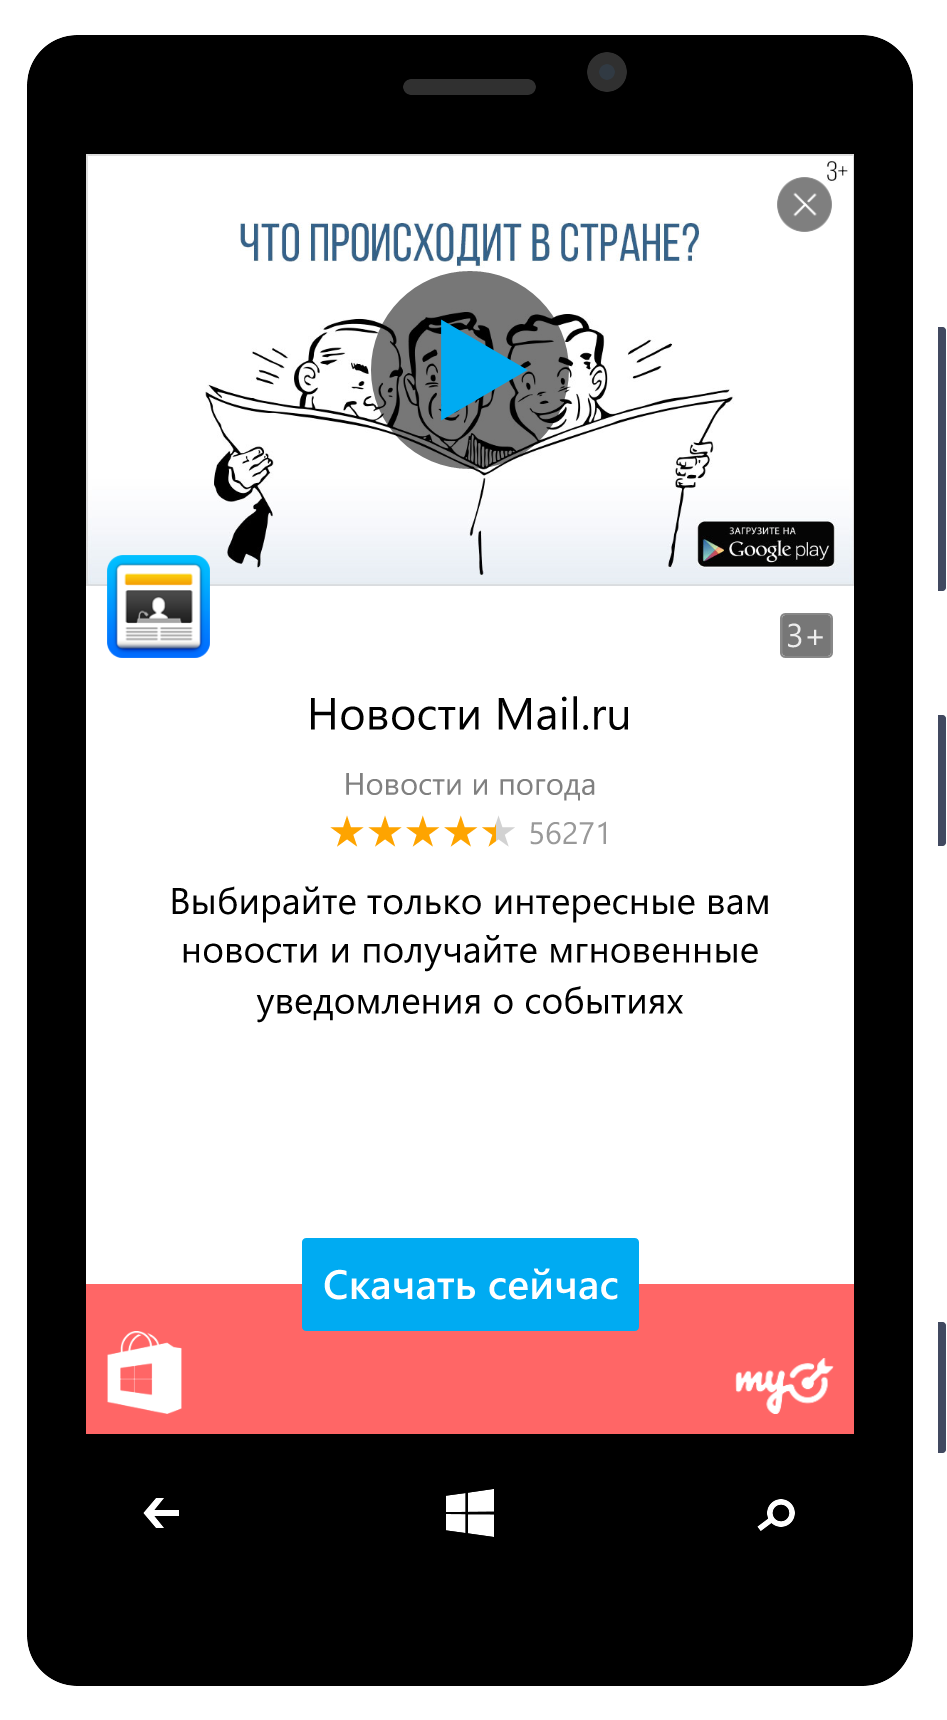 3+
ЧТО ПРОИСХОДИТ В СТРАНЕ?
ЗАГРУЗИТЕ НА
Google play
3+
Новости Mail.ru
Новости и погода
56271
Выбирайте только интересные вам
новости и получайте мгновенные
уведомления о событиях
Скачать сейчас
my